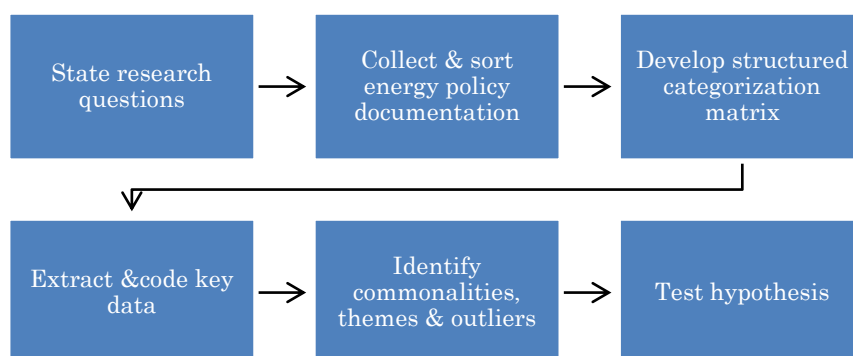 State research
questions
Collect & sort
energy policy
documentation
Develop structured
categorization
matrix
Extract &code key
data
Identify
commonalities,
themes & outliers
Test hypothesis